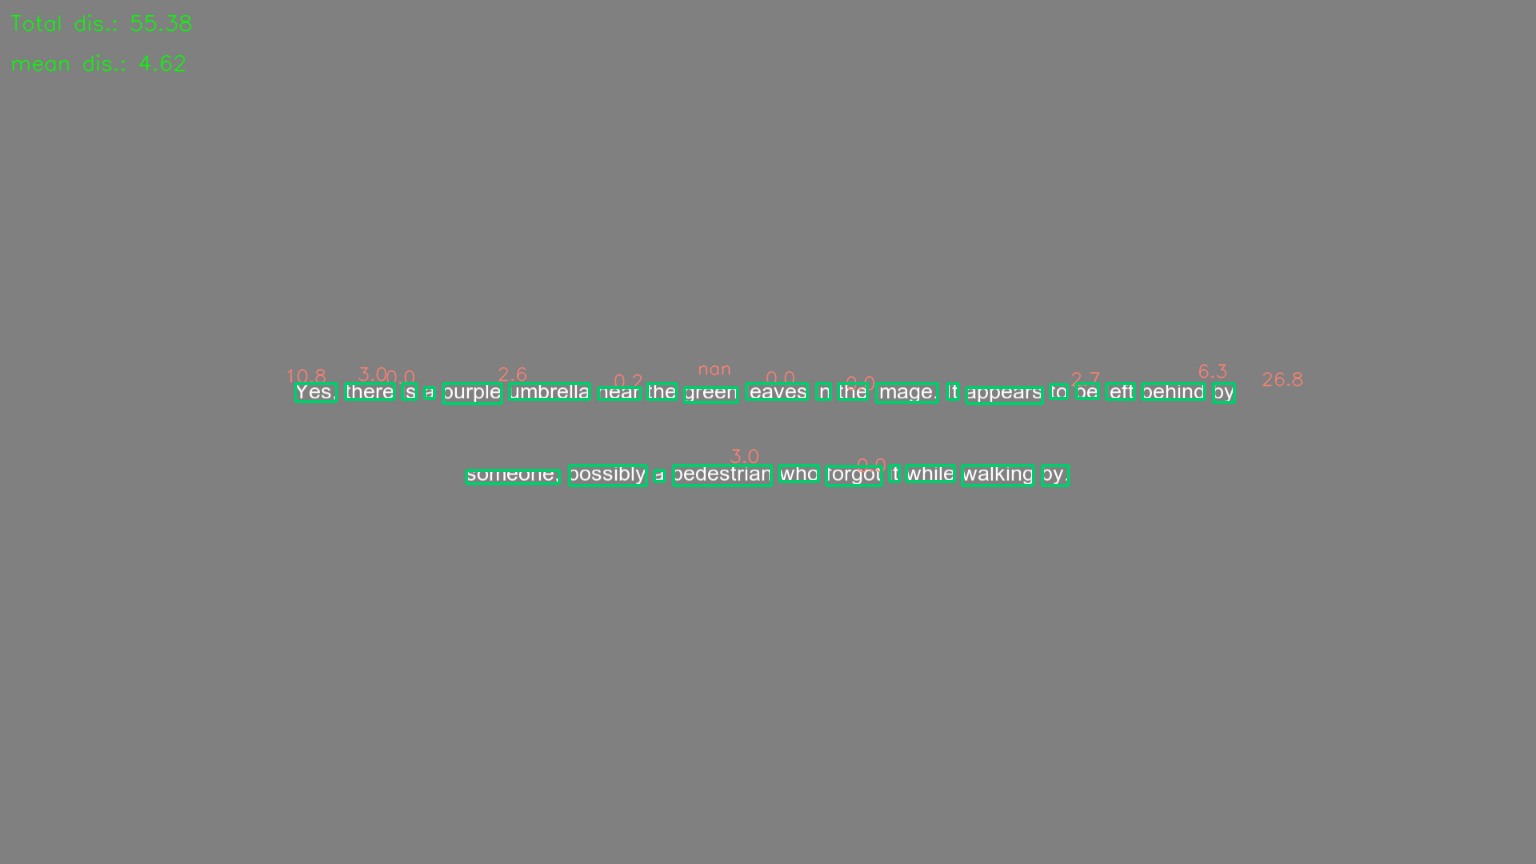 Total dis.: 55.38
mean dis.: 4.62
10.8 3.0 0.0 2.6 0.2 nan 0.0 0.0 2.7 6.3 26.8
Yes, there is a purple umbrella near the green leaves in the image. It appears to be left behind by
3.0 0.0
someone, possibly a pedestrian who forgot it while walking by.